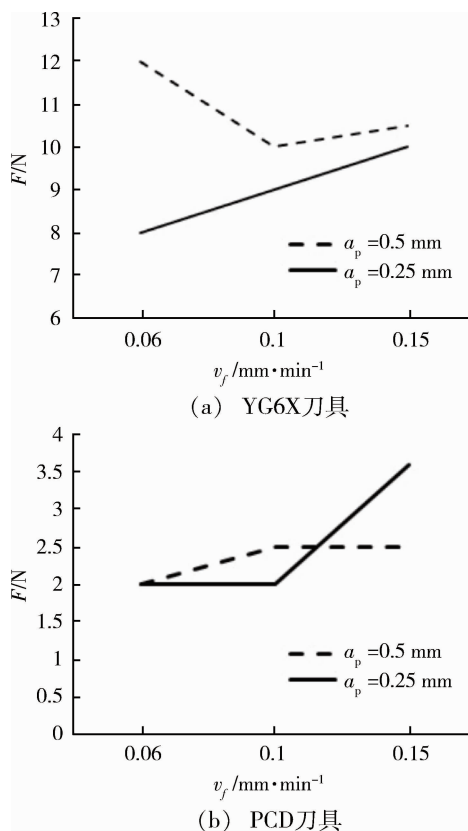 13
12
11
10
9
8
7
6
F/N
a_p =0.5 mm
a_p =0.25 mm
0.06 0.1 0.15
v_f /mm·min⁻¹
(a) YG6X刀具
3.5
3
2.5
2
2
1
1
0.5
0
F/N
a_p =0.5 mm
a_p =0.25 mm
0.06 0.1 0.15
v_f /mm·min⁻¹
(b) PCD刀具